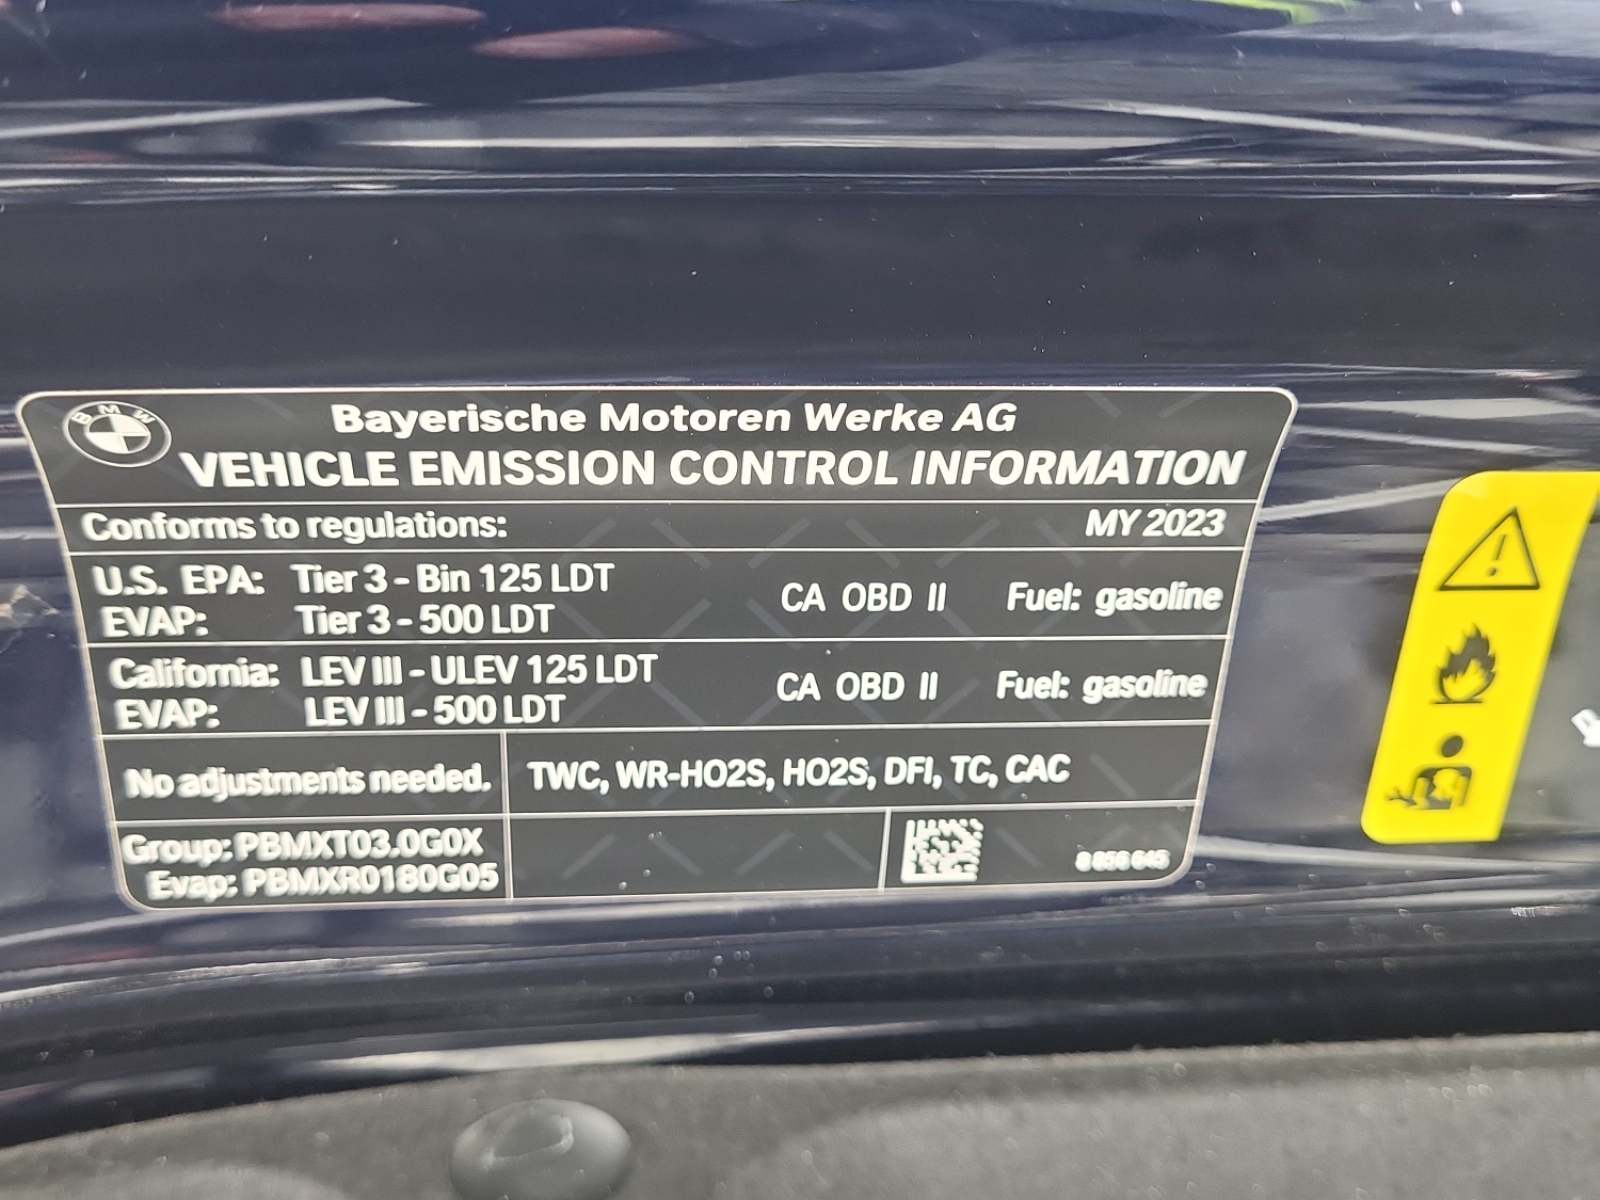 BMW
Bayerische Motoren Werke AG
VEHICLE EMISSION CONTROL INFORMATION
Conforms to regulations: MY 2023
U.S. EPA: Tier 3 - Bin 125 LDT CA OBD II Fuel: gasoline
EVAP: Tier 3 - 500 LDT
California: LEV III - ULEV 125 LDT CA OBD II Fuel: gasoline
EVAP: LEV III - 500 LDT
No adjustments needed. TWC, WR-HO2S, HO2S, DFI, TC, CAC
Group: PBMXT03.0G0X
Evap: PBMXR0180G05
8 856 645